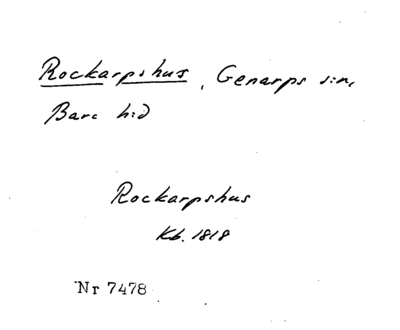 Rockarpshus, Genarps sn,
Bara hd
Rockarpshus
Kb. 1818
Nr 7478